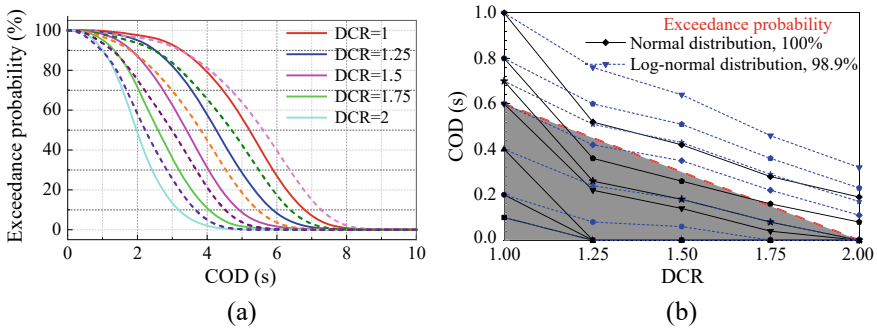 (a)
Exceedance probability (%)
100
80
60
40
20
0
DCR=1
DCR=1.25
DCR=1.5
DCR=1.75
DCR=2
0 2 4 6 8 10
COD (s)
(a)
(b)
COD (s)
1.0
0.8
0.6
0.4
0.2
0.0
Exceedance probability
Normal distribution, 100%
Log-normal distribution, 98.9%
1.00 1.25 1.50 1.75 2.00
DCR
(b)